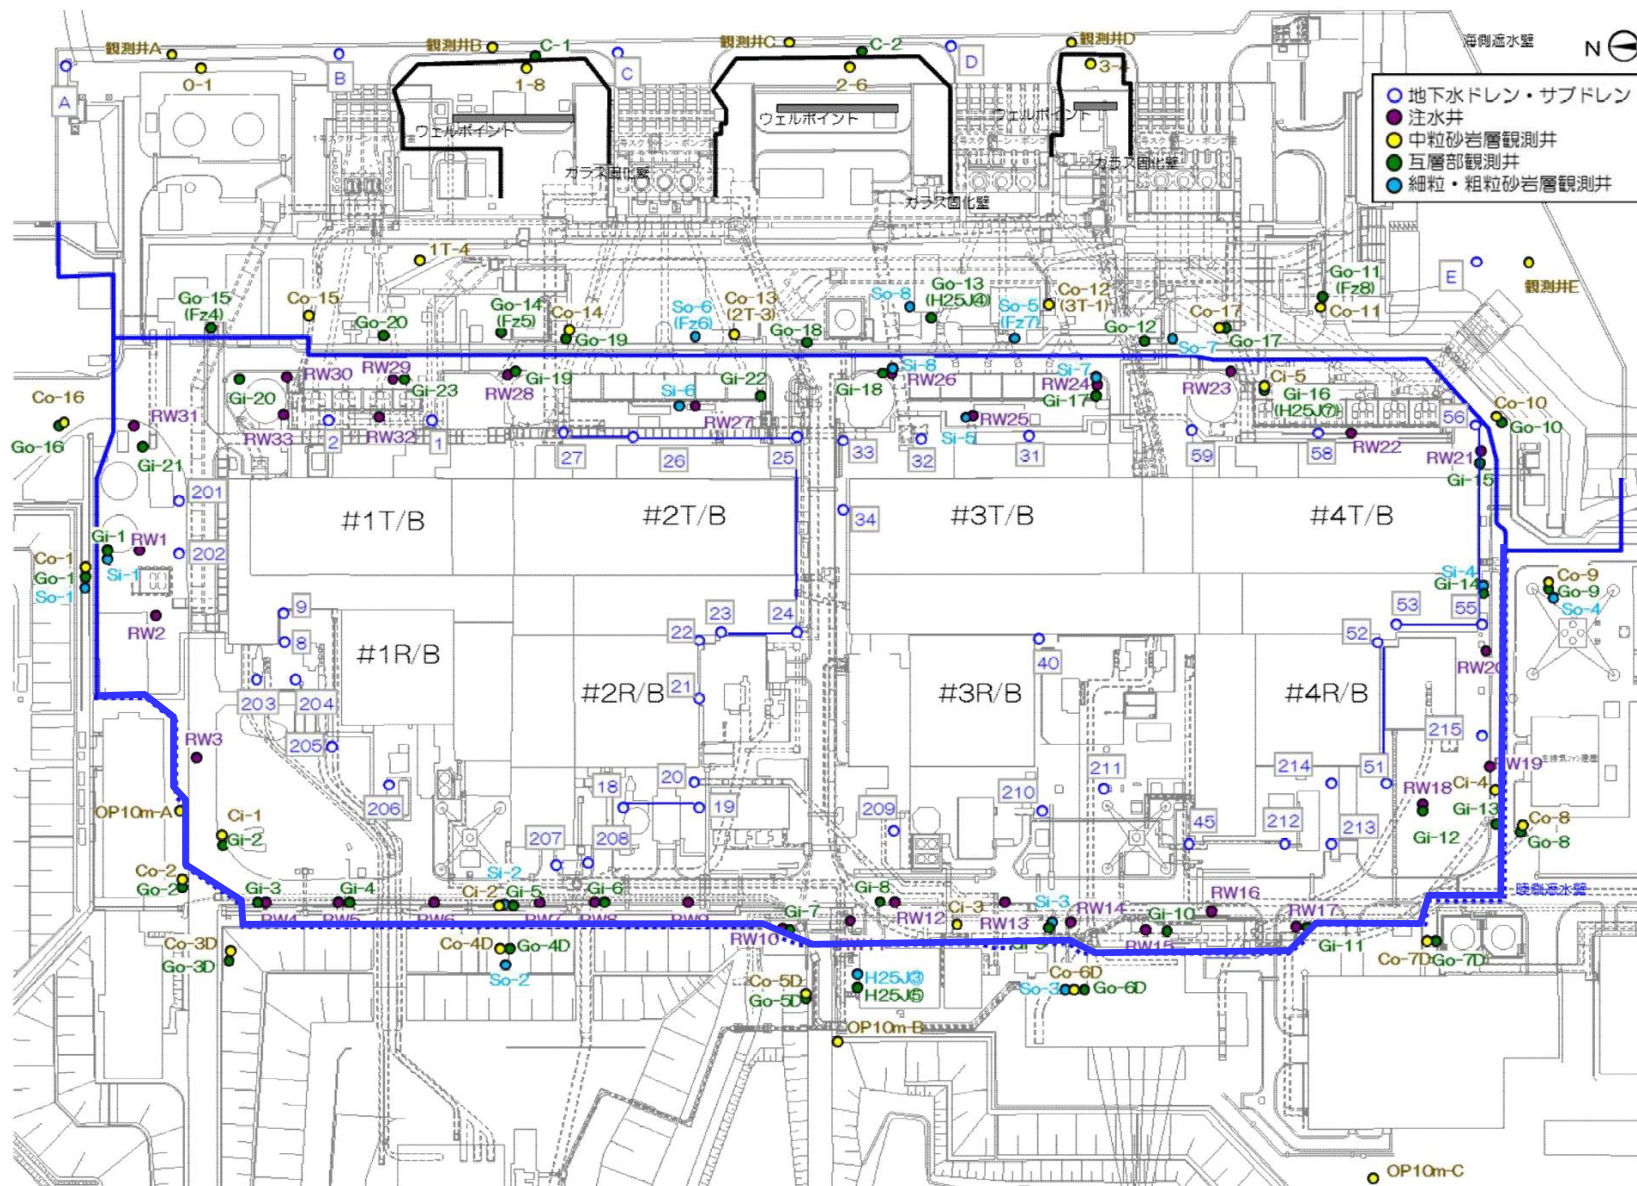 海側遮水壁
N
地下水ドレン・サブドレン
注水井
中粒砂岩層観測井
互層部観測井
細粒・粗粒砂岩層観測井
観測井A
観測井B
C-1
観測井C
C-2
観測井D
A
B
C
D
0-1
1-8
2-6
3-4
ウェルポイント
ウェルポイント
ウェルポイント
ガラス固化壁
ガラス固化壁
ガラス固化壁
1T-4
E
観測井E
Go-15
(Fz4)
Co-15
Go-20
Go-14
(Fz5)
Co-14
Go-19
So-6
(Fz6)
Co-13
(2T-3)
Go-18
So-8
Go-13
(H25J④)
So-5
(Fz7)
Co-12
(3T-1)
Go-12
So-7
Co-17
Go-17
Go-11
(Fz8)
Co-11
Co-16
Go-16
RW31
Gi-21
Gi-20
RW30
RW33
RW29
Gi-23
RW32
2
1
RW28
Gi-19
Si-6
RW27
Gi-22
27
26
25
Gi-18
Si-8
RW26
Si-7
RW24
Gi-17
RW25
Si-5
33
32
31
RW23
Ci-5
Gi-16
(H25J⑦)
59
58
RW22
56
Co-10
Go-10
RW21
Gi-15
201
202
#1T/B
#2T/B
34
#3T/B
#4T/B
Gi-1
RW1
Si-1
Co-1
Go-1
So-1
RW2
Si-4
Gi-14
Co-9
Go-9
So-4
9
8
#1R/B
22
23
24
#2R/B
21
40
#3R/B
#4R/B
53
52
55
RW20
203
204
205
206
RW3
OP10m-A
Ci-1
Gi-2
Co-2
Go-2
18
20
19
207
208
209
210
211
214
51
215
RW19
Ci-4
RW18
Gi-13
Gi-12
45
212
213
Co-8
Go-8
主排気ファン建屋
陸側遮水壁
Gi-3
RW4
Gi-4
RW5
RW6
Si-2
Ci-2
Gi-5
RW7
Gi-6
RW8
RW9
RW10
Gi-7
Gi-8
RW12
Ci-3
RW13
Si-3
RW14
Gi-9
RW15
Gi-10
RW16
RW17
Gi-11
Co-3D
Go-3D
Co-4D
Go-4D
So-2
Co-5D
Go-5D
H25J③
H25J⑤
Co-6D
So-3
Go-6D
Co-7D
Go-7D
OP10m-B
OP10m-C